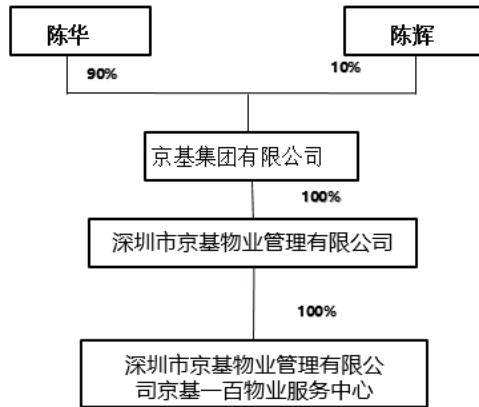 陈华
陈辉
90%
10%
京基集团有限公司
100%
深圳市京基物业管理有限公司
100%
深圳市京基物业管理有限公
司京基一百物业服务中心